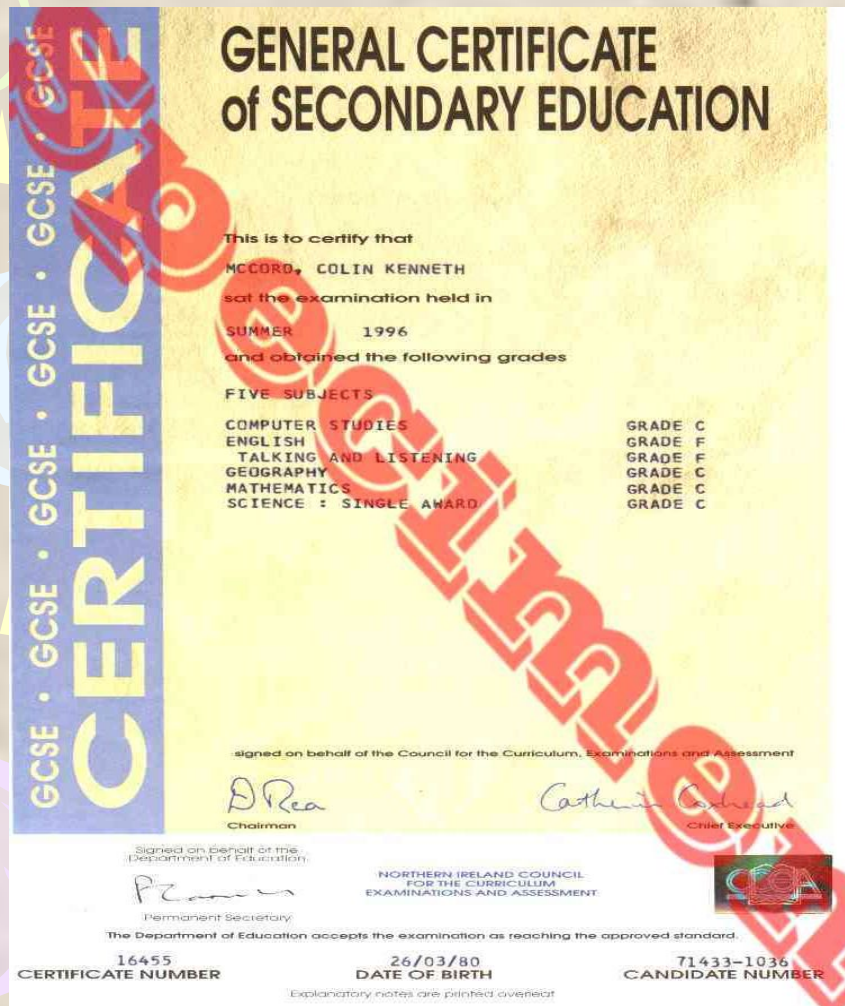 GCSE • GCSE • GCSE • GCSE • GCSE • GCSE
CERTIFICATE
GENERAL CERTIFICATE
of SECONDARY EDUCATION
This is to certify that
MCCORD, COLIN KENNETH
sat the examination held in
SUMMER 1996
and obtained the following grades
FIVE SUBJECTS
COMPUTER STUDIES GRADE C
ENGLISH GRADE F
TALKING AND LISTENING GRADE F
GEOGRAPHY GRADE C
MATHEMATICS GRADE C
SCIENCE : SINGLE AWARD GRADE C
Specimen
signed on behalf of the Council for the Curriculum, Examinations and Assessment
D Rea Catherine Coxhead
Chairman Chief Executive
Signed on behalf of the
Department of Education
NORTHERN IRELAND COUNCIL
FOR THE CURRICULUM
EXAMINATIONS AND ASSESSMENT
CCEA
Permanent Secretary
The Department of Education accepts the examination as reaching the approved standard.
16455 26/03/80 71433-1036
CERTIFICATE NUMBER DATE OF BIRTH CANDIDATE NUMBER
Explanatory notes are printed overleaf